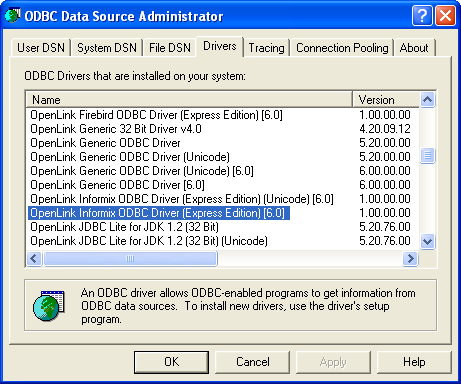 ODBC Data Source Administrator
User DSN System DSN File DSN Drivers Tracing Connection Pooling About
ODBC Drivers that are installed on your system:
Name Version
OpenLink Firebird ODBC Driver (Express Edition) [6.0] 1.00.00.00
OpenLink Generic 32 Bit Driver v4.0 4.20.09.12
OpenLink Generic ODBC Driver 5.20.00.00
OpenLink Generic ODBC Driver (Unicode) 5.20.00.00
OpenLink Generic ODBC Driver (Unicode) [6.0] 6.00.00.00
OpenLink Generic ODBC Driver [6.0] 6.00.00.00
OpenLink Informix ODBC Driver (Express Edition) (Unicode) [6.0] 1.00.00.00
OpenLink Informix ODBC Driver (Express Edition) [6.0] 1.00.00.00
OpenLink JDBC Lite for JDK 1.2 (32 Bit) 5.20.76.00
OpenLink JDBC Lite for JDK 1.2 (32 Bit) (Unicode) 5.20.76.00
An ODBC driver allows ODBC-enabled programs to get information from
ODBC data sources. To install new drivers, use the driver's setup
program.
OK Cancel Apply Help